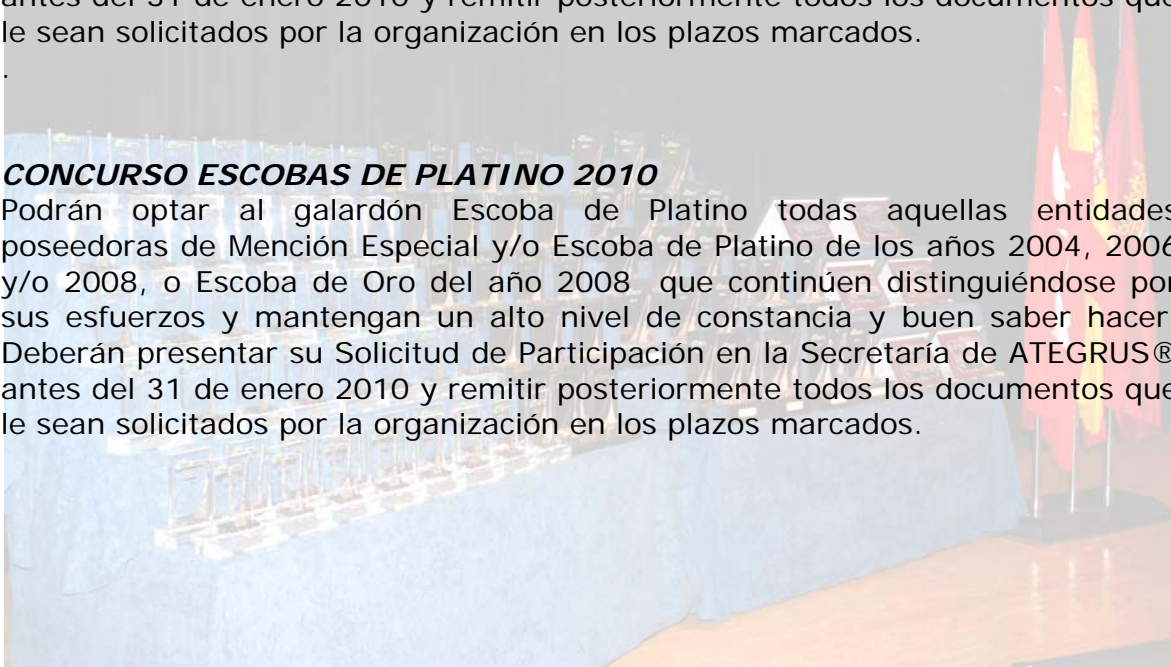 antes del 31 de enero 2010 y remitir posteriormente todos los documentos que
le sean solicitados por la organización en los plazos marcados.
.
CONCURSO ESCOBAS DE PLATINO 2010
Podrán optar al galardón Escoba de Platino todas aquellas entidades
poseedoras de Mención Especial y/o Escoba de Platino de los años 2004, 2006
y/o 2008, o Escoba de Oro del año 2008 que continúen distinguiéndose por
sus esfuerzos y mantengan un alto nivel de constancia y buen saber hacer
Deberán presentar su Solicitud de Participación en la Secretaría de ATEGRUS®
antes del 31 de enero 2010 y remitir posteriormente todos los documentos que
le sean solicitados por la organización en los plazos marcados.